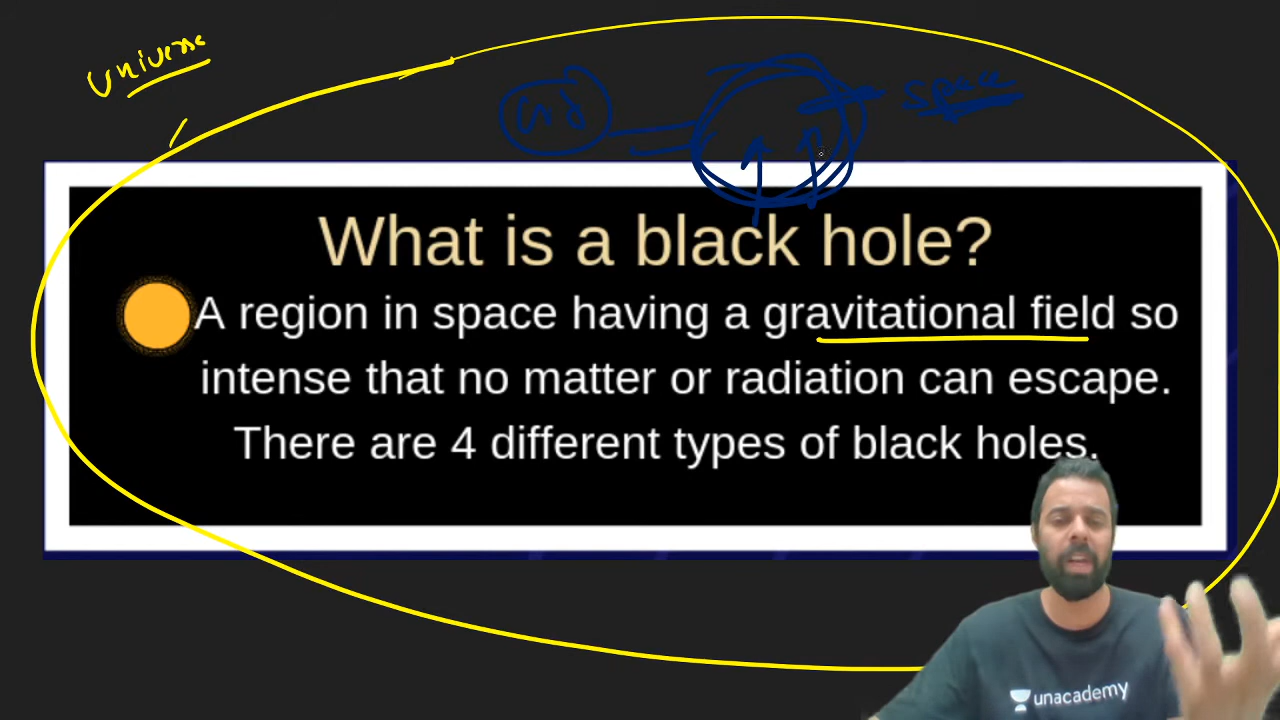 universe
space
What is a black hole?
A region in space having a gravitational field so
intense that no matter or radiation can escape.
There are 4 different types of black holes.
unacademy